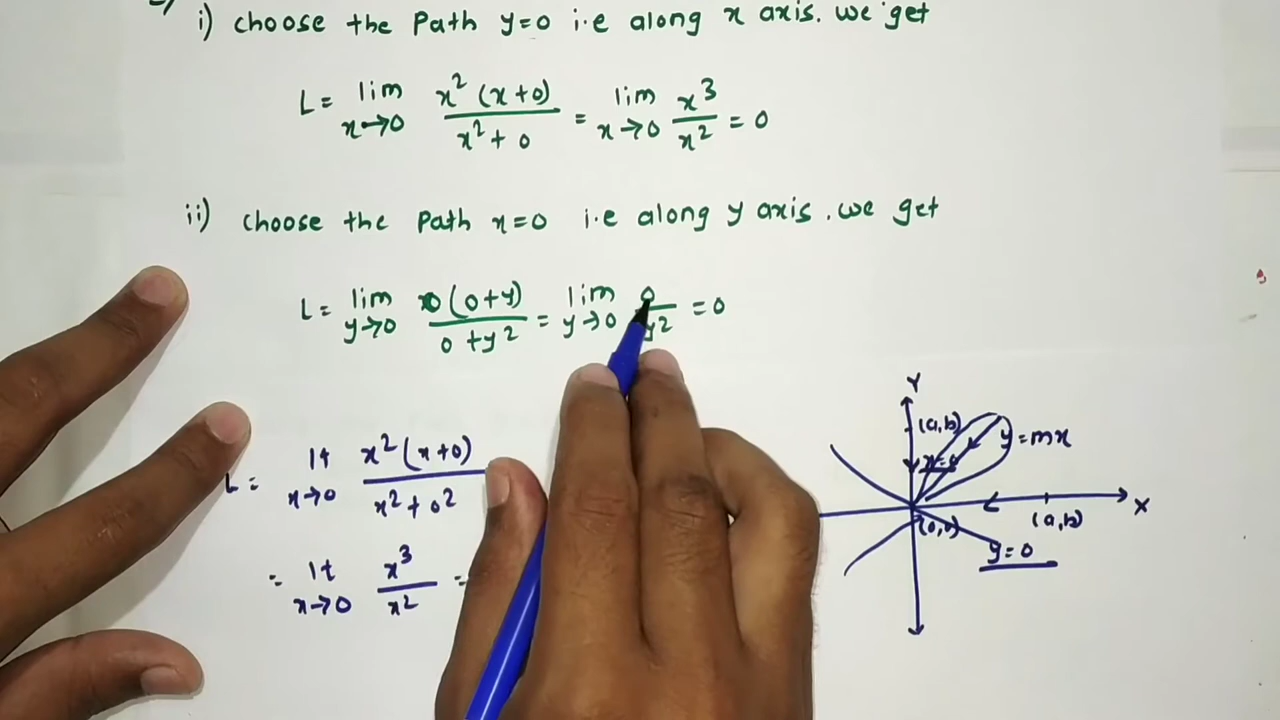 i) choose the path y=0 i.e along x axis. we get
L= lim x→0 x²(x+0)/x²+0 = lim x→0 x³/x² = 0
ii) choose the path x=0 i.e along y axis. we get
L= lim y→0 0(0+y)/0+y² = lim y→0 0/y² = 0
L= lt x→0 x²(x+0)/x²+0²
= lt x→0 x³/x² =
Y
(a,b)
y=mx
x=0
X
(0,0)
(a,b)
y=0